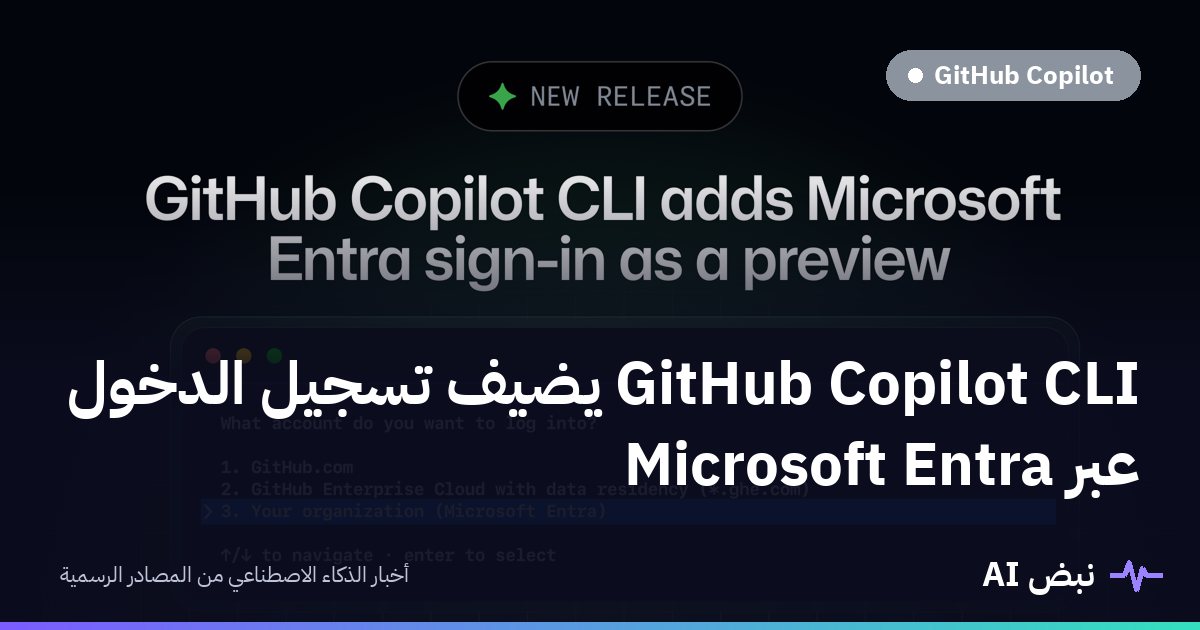 GitHub Copilot
NEW RELEASE
GitHub Copilot CLI adds Microsoft
Entra sign-in as a preview
GitHub Copilot CLI يضيف تسجيل الدخول
عبر Microsoft Entra
What account do you want to log into?
1. GitHub.com
2. GitHub Enterprise Cloud with data residency (*.ghe.com)
> 3. Your organization (Microsoft Entra)
↑/↓ to navigate · enter to select
نبض AI
أخبار الذكاء الاصطناعي من المصادر الرسمية